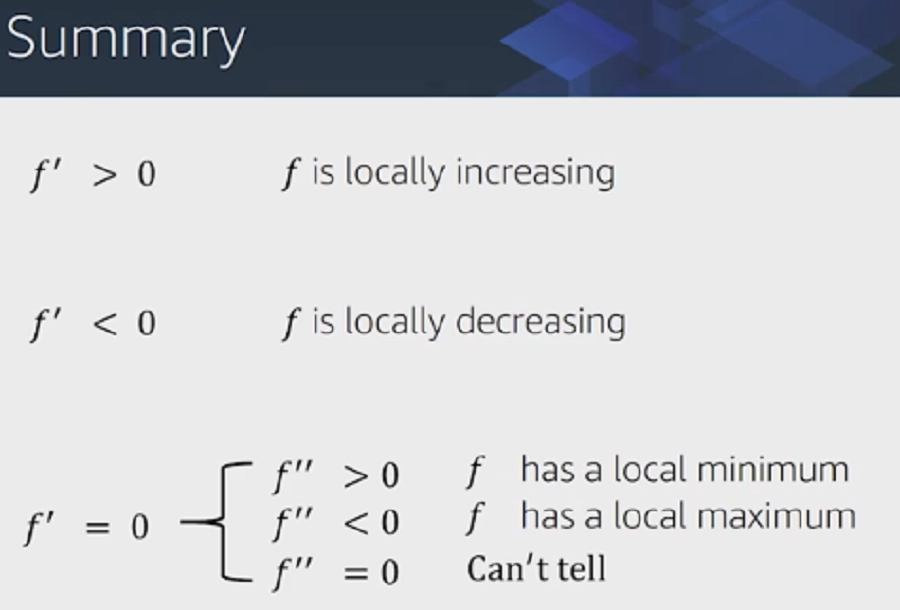 Summary
f′ > 0 f is locally increasing
f′ < 0 f is locally decreasing
f′′ > 0 f has a local minimum
f′ = 0 f′′ < 0 f has a local maximum
f′′ = 0 Can't tell